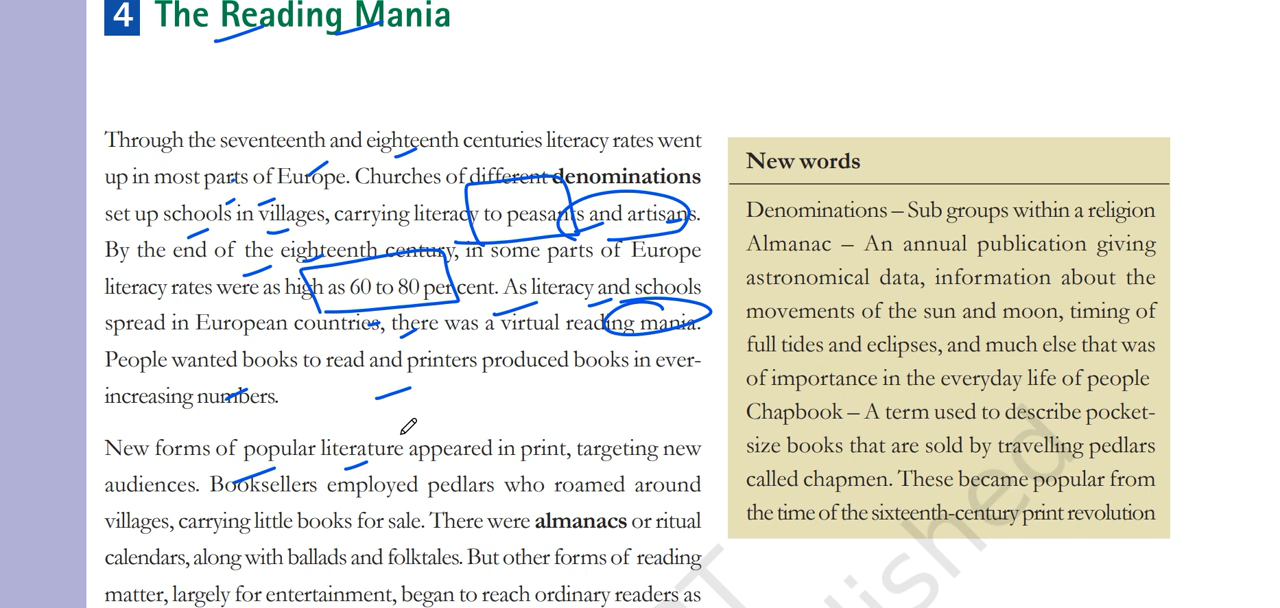 4 The Reading Mania
Through the seventeenth and eighteenth centuries literacy rates went
up in most parts of Europe. Churches of different denominations
set up schools in villages, carrying literacy to peasants and artisans.
By the end of the eighteenth century, in some parts of Europe
literacy rates were as high as 60 to 80 per cent. As literacy and schools
spread in European countries, there was a virtual reading mania.
People wanted books to read and printers produced books in ever-
increasing numbers.
New forms of popular literature appeared in print, targeting new
audiences. Booksellers employed pedlars who roamed around
villages, carrying little books for sale. There were almanacs or ritual
calendars, along with ballads and folktales. But other forms of reading
matter, largely for entertainment, began to reach ordinary readers as
New words
Denominations – Sub groups within a religion
Almanac – An annual publication giving
astronomical data, information about the
movements of the sun and moon, timing of
full tides and eclipses, and much else that was
of importance in the everyday life of people
Chapbook – A term used to describe pocket-
size books that are sold by travelling pedlars
called chapmen. These became popular from
the time of the sixteenth-century print revolution